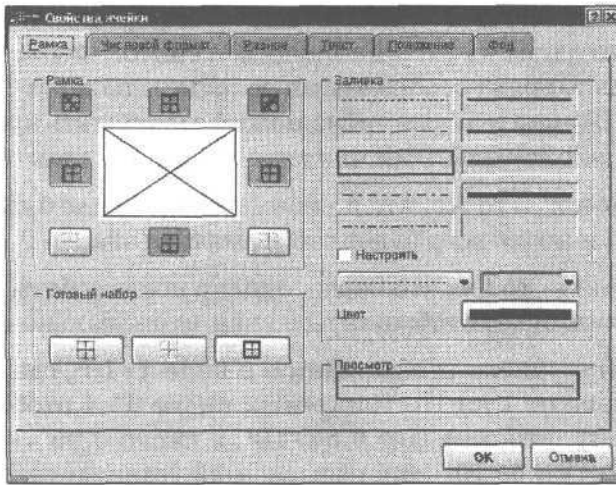 Свойства ячейки
Рамка Числовой формат Разное Текст Положение Фон
Рамка
Заливка
Настроить
Готовый набор
Цвет
Просмотр
OK Отмена